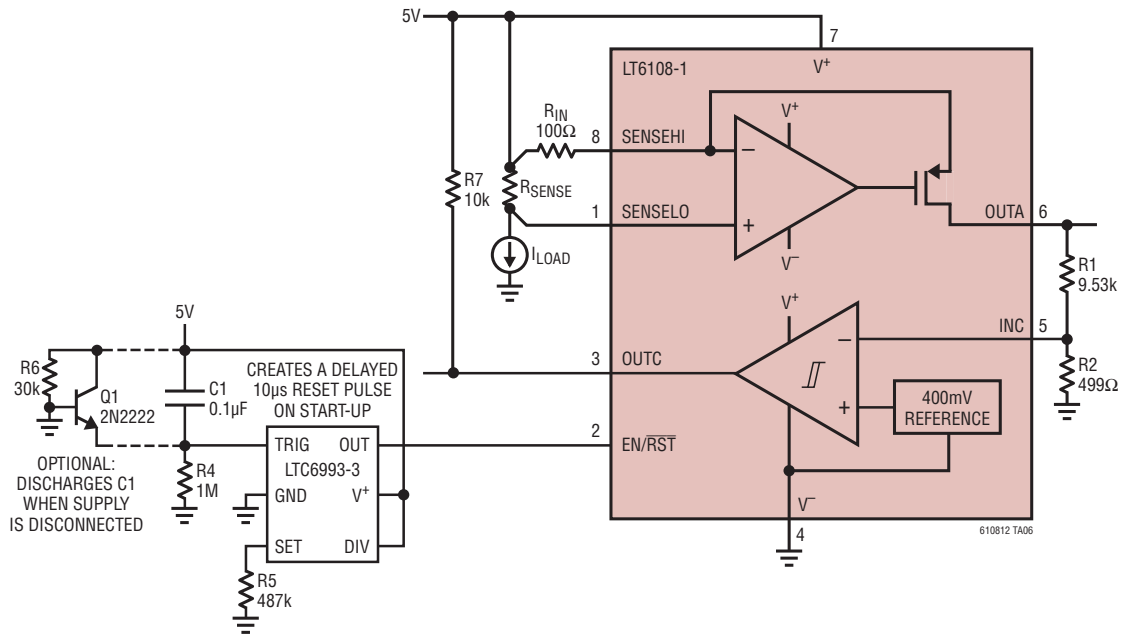 5V
7
LT6108-1
V+
RIN
100Ω
8
SENSEHI
V+
−
R7
10k
RSENSE
1
SENSELO
+
OUTA
6
ILOAD
V−
R1
9.53k
V+
5V
INC
5
−
R6
30k
CREATES A DELAYED
10µs RESET PULSE
ON START-UP
3
OUTC
Q1
2N2222
C1
0.1µF
R2
499Ω
400mV
REFERENCE
+
2
EN/RST
TRIG
OUT
OPTIONAL:
DISCHARGES C1
WHEN SUPPLY
IS DISCONNECTED
R4
1M
LTC6993-3
GND
V+
V−
SET
DIV
4
610812 TA06
R5
487k